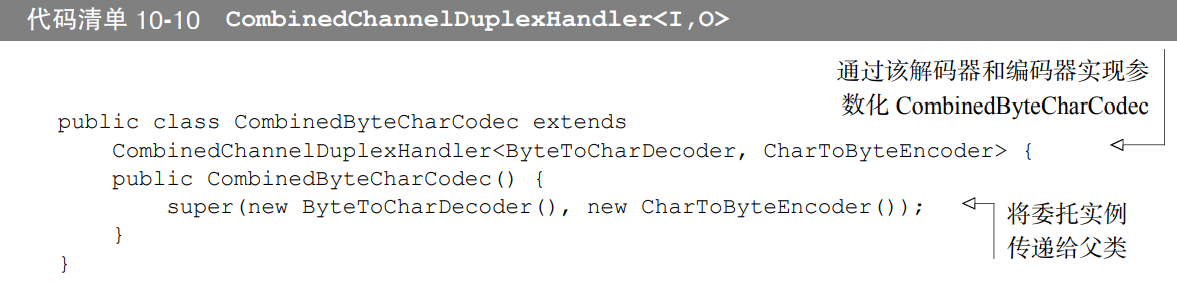 代码清单 10-10 CombinedChannelDuplexHandler<I,O>
通过该解码器和编码器实现参
数化 CombinedByteCharCodec
public class CombinedByteCharCodec extends
    CombinedChannelDuplexHandler<ByteToCharDecoder, CharToByteEncoder> {
    public CombinedByteCharCodec() {
        super(new ByteToCharDecoder(), new CharToByteEncoder());
    }
}
将委托实例
传递给父类